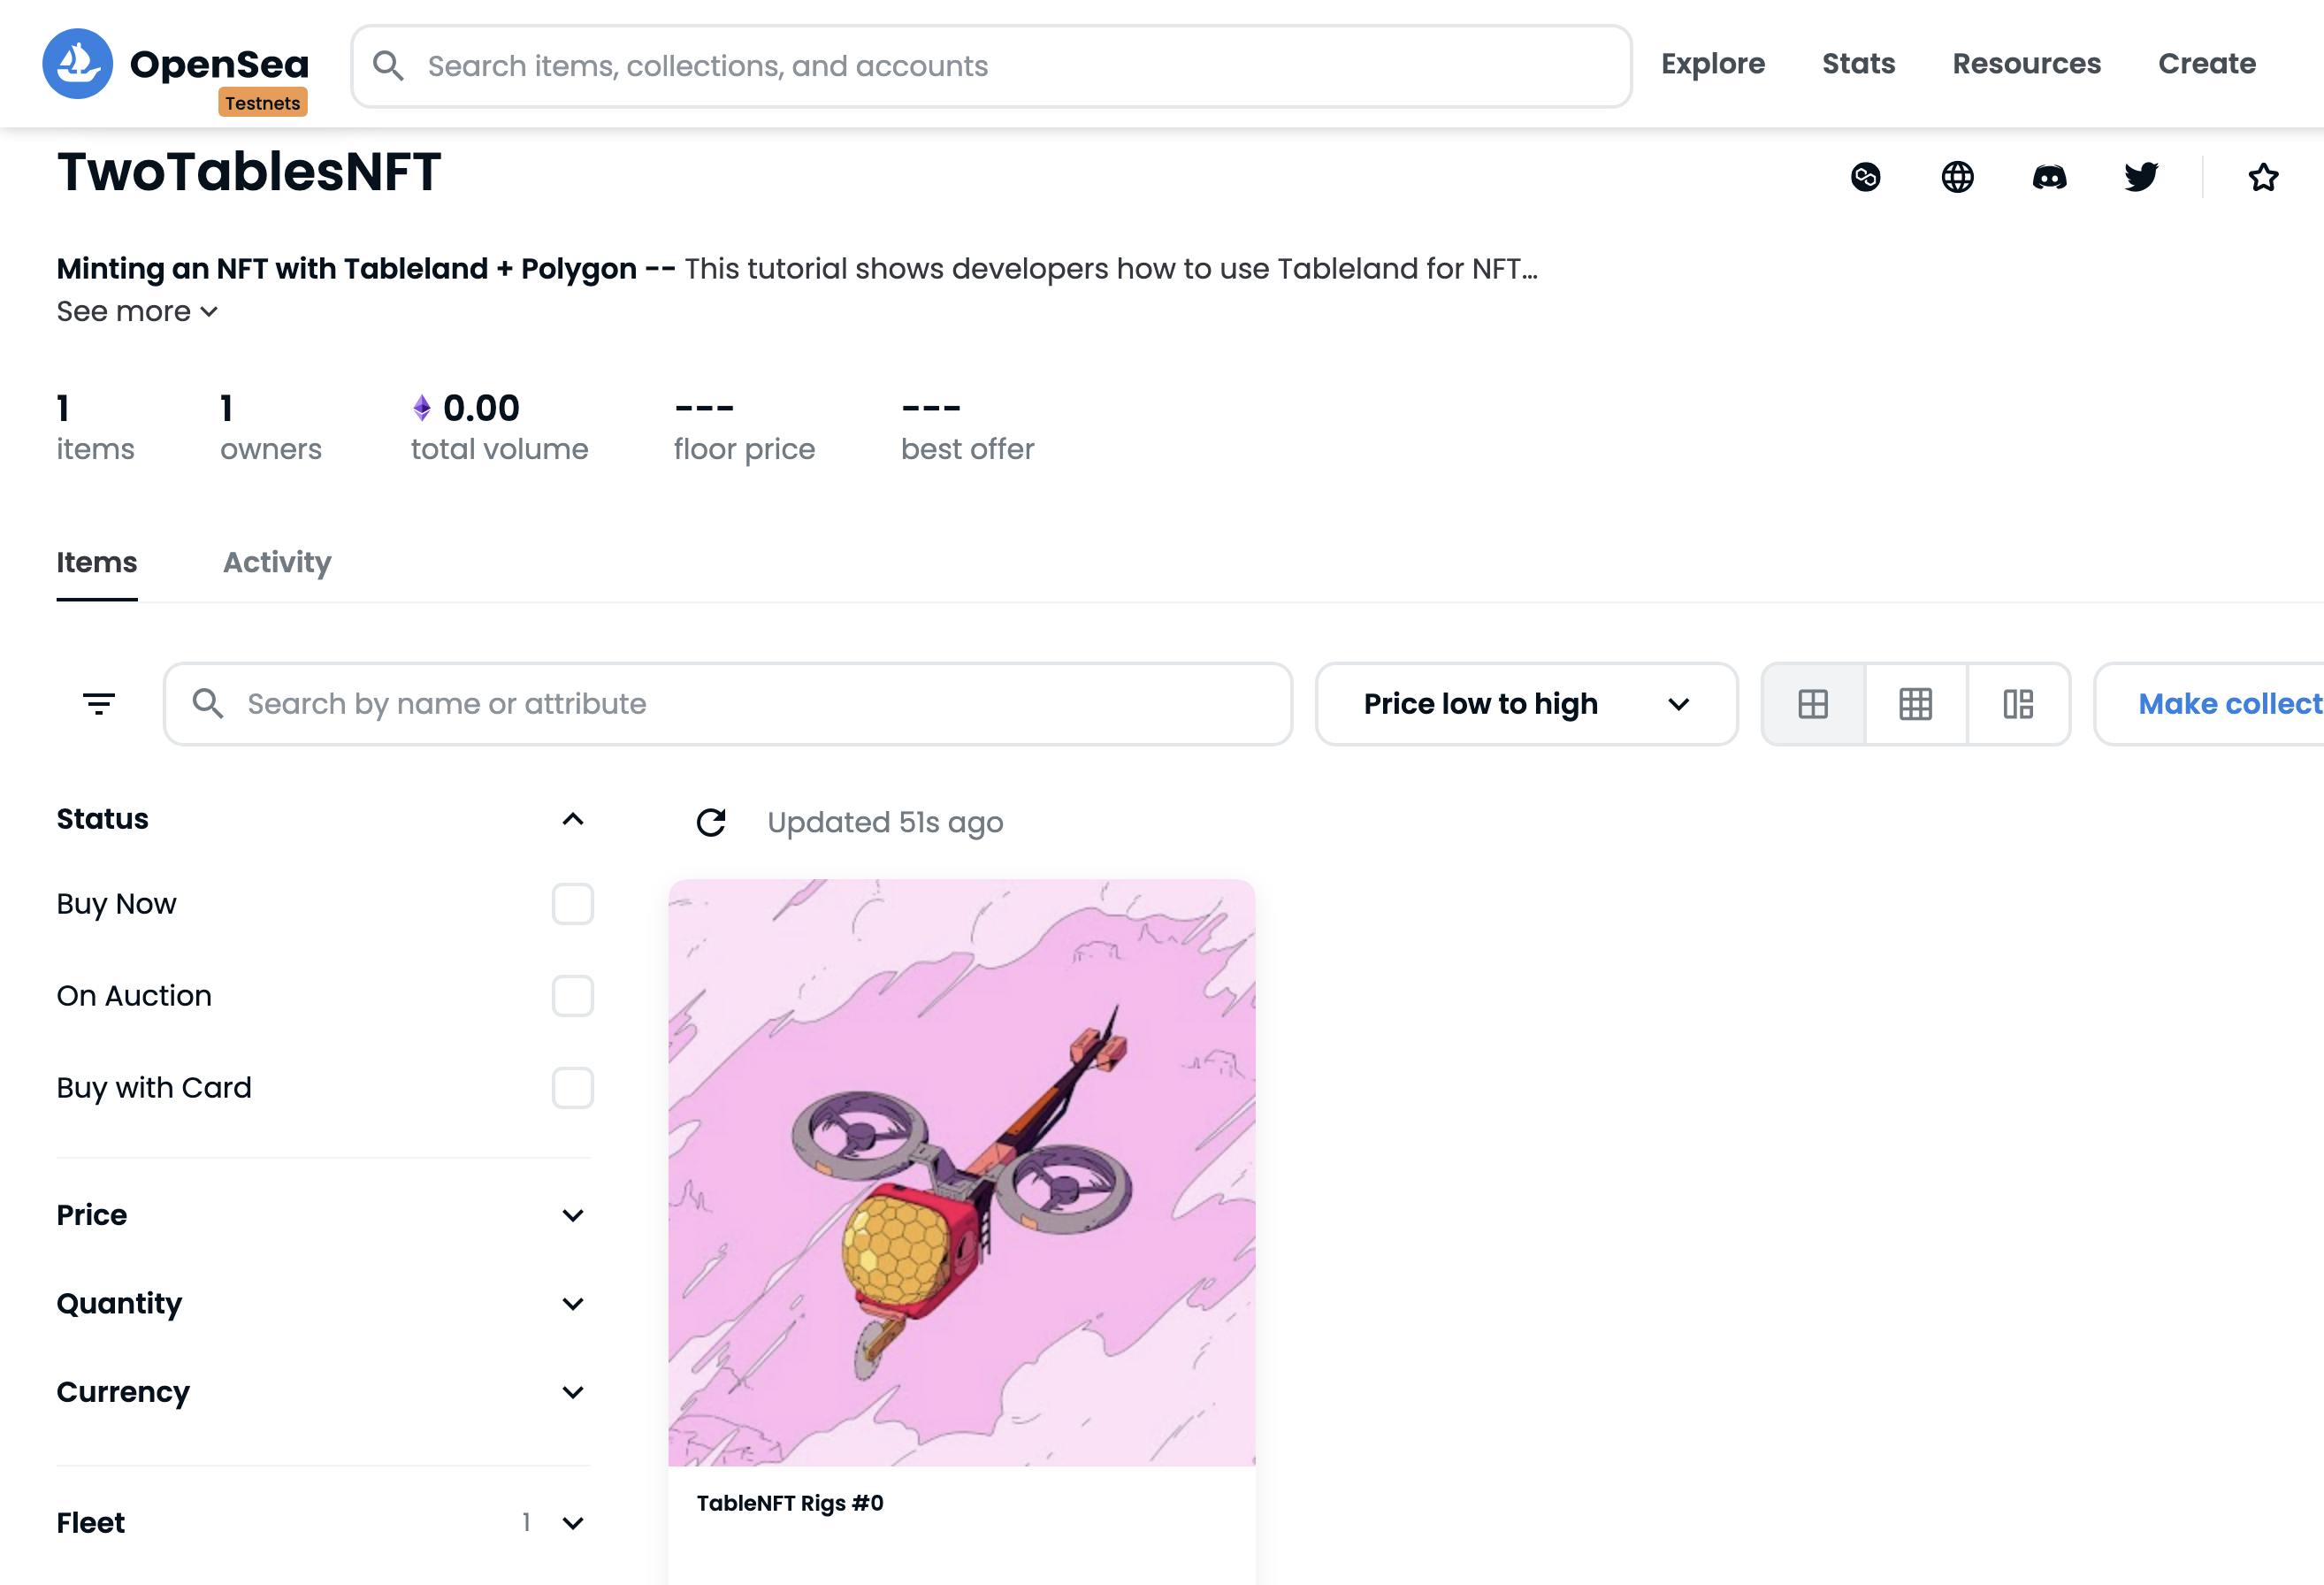 OpenSea
Testnets
Search items, collections, and accounts
Explore
Stats
Resources
Create
TwoTablesNFT
Minting an NFT with Tableland + Polygon -- This tutorial shows developers how to use Tableland for NFT...
See more
1
items
1
owners
0.00
total volume
---
floor price
---
best offer
Items
Activity
Search by name or attribute
Price low to high
Make collect
Status
Updated 51s ago
Buy Now
On Auction
Buy with Card
Price
Quantity
Currency
Fleet
1
TableNFT Rigs #0